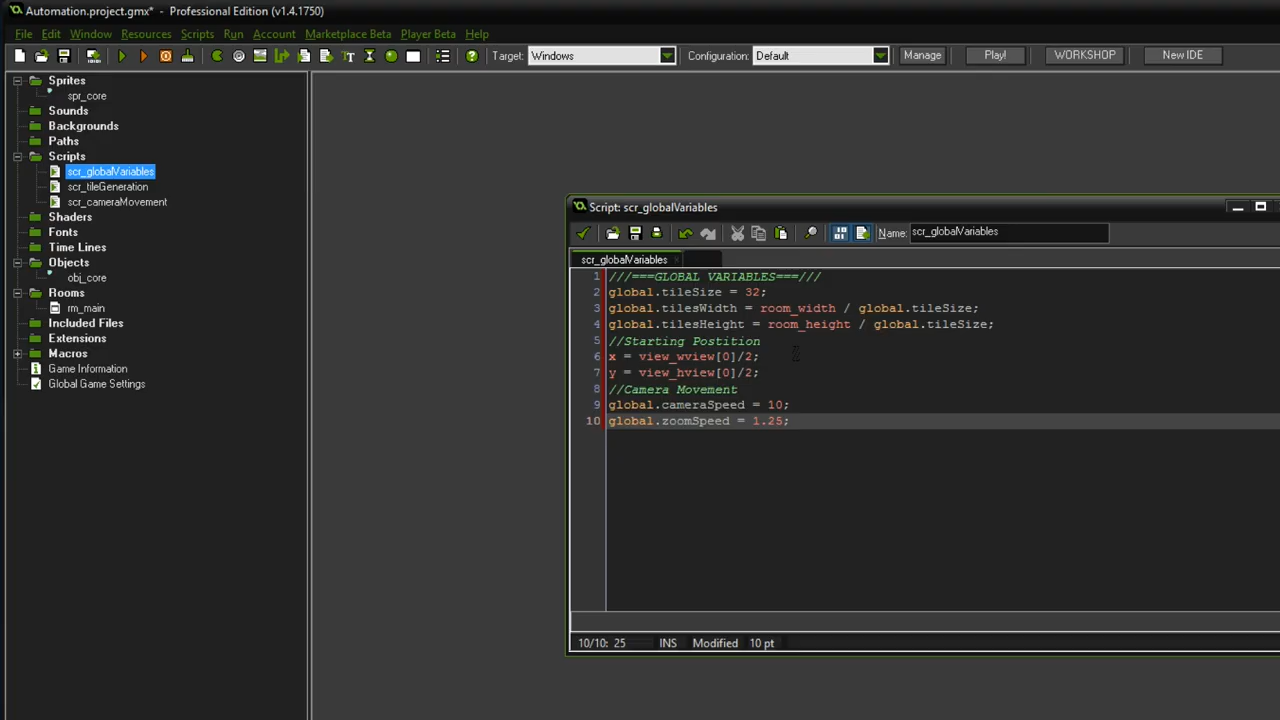 Automation.project.gmx* - Professional Edition (v1.4.1750)
File Edit Window Resources Scripts Run Account Marketplace Beta Player Beta Help
Target: Windows Configuration: Default Manage Play! WORKSHOP New IDE
Sprites
spr_core
Sounds
Backgrounds
Paths
Scripts
scr_globalVariables
scr_tileGeneration
scr_cameraMovement
Shaders
Fonts
Time Lines
Objects
obj_core
Rooms
rm_main
Included Files
Extensions
Macros
Game Information
Global Game Settings
Script: scr_globalVariables
Name: scr_globalVariables
scr_globalVariables
1 ///===GLOBAL VARIABLES===///
2 global.tileSize = 32;
3 global.tilesWidth = room_width / global.tileSize;
4 global.tilesHeight = room_height / global.tileSize;
5 //Starting Postition
6 x = view_wview[0]/2;
7 y = view_hview[0]/2;
8 //Camera Movement
9 global.cameraSpeed = 10;
10 global.zoomSpeed = 1.25;
10/10: 25 INS Modified 10 pt